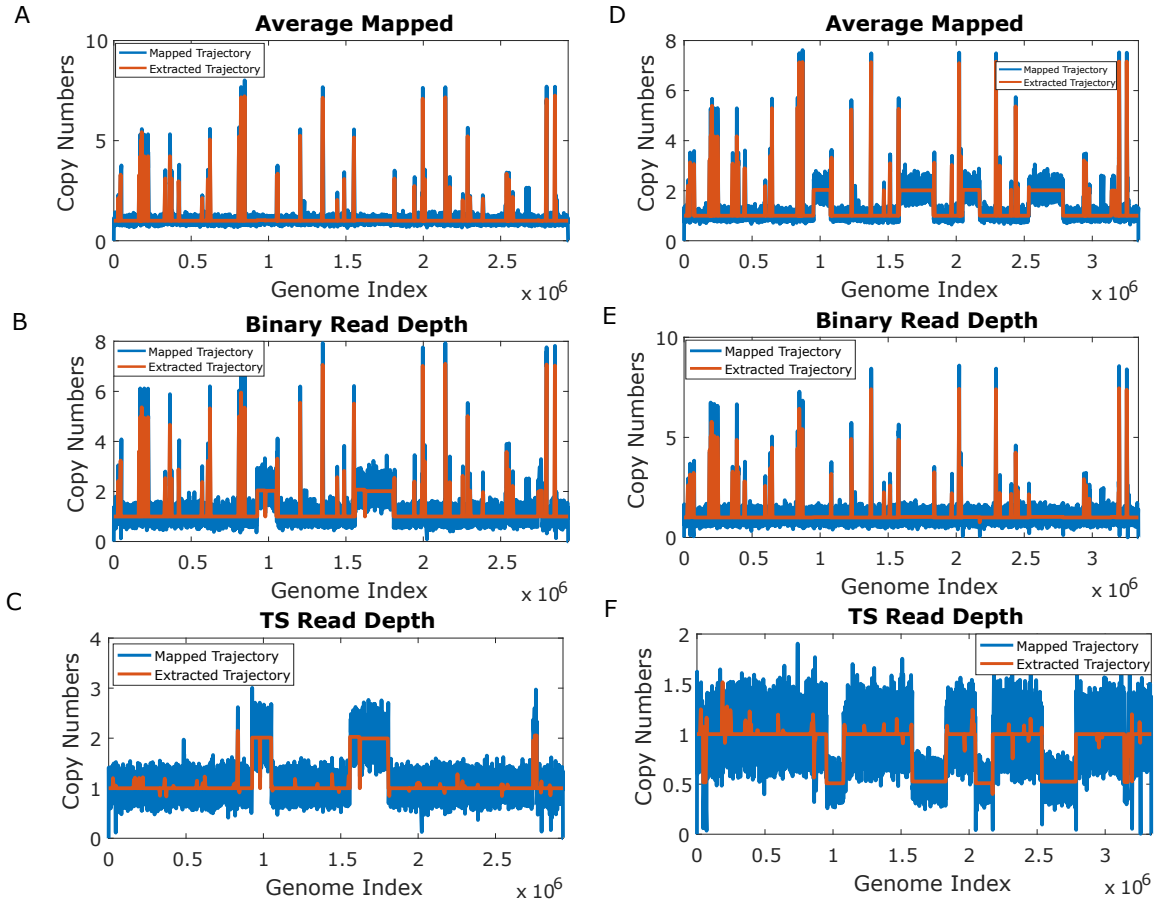 A
Average Mapped
Copy Numbers
10
5
0
Mapped Trajectory
Extracted Trajectory
0 0.5 1 1.5 2 2.5
Genome Index
x 10^6
B
Binary Read Depth
Copy Numbers
8
6
4
2
0
Mapped Trajectory
Extracted Trajectory
0 0.5 1 1.5 2 2.5
Genome Index
x 10^6
C
TS Read Depth
Copy Numbers
4
3
2
1
0
Mapped Trajectory
Extracted Trajectory
0 0.5 1 1.5 2 2.5
Genome Index
x 10^6
D
Average Mapped
Copy Numbers
8
6
4
2
0
Mapped Trajectory
Extracted Trajectory
0 0.5 1 1.5 2 2.5 3
Genome Index
x 10^6
E
Binary Read Depth
Copy Numbers
10
5
0
Mapped Trajectory
Extracted Trajectory
0 0.5 1 1.5 2 2.5 3
Genome Index
x 10^6
F
TS Read Depth
Copy Numbers
2
1.5
1
0.5
0
Mapped Trajectory
Extracted Trajectory
0 0.5 1 1.5 2 2.5 3
Genome Index
x 10^6